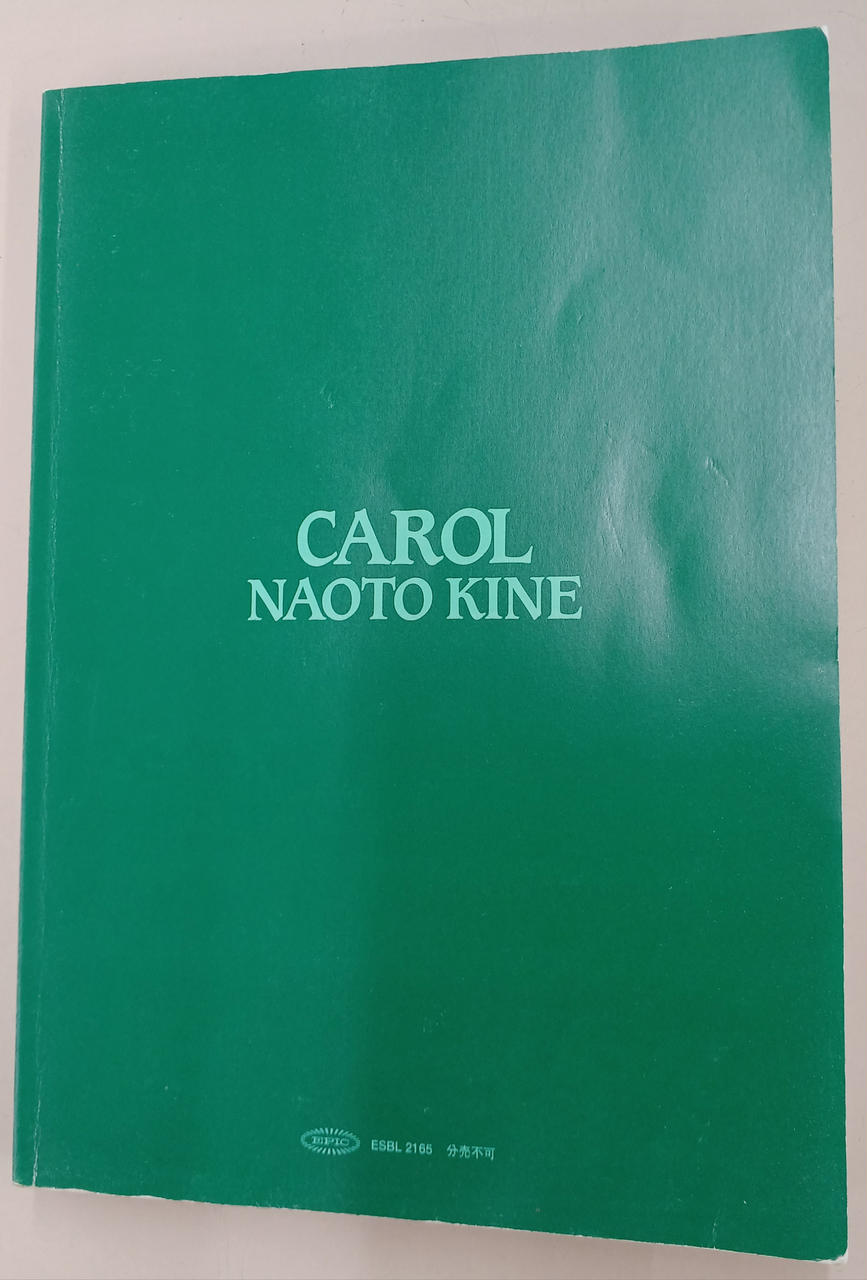 CAROL
NAOTO KINE
EPIC ESBL 2165 分売不可